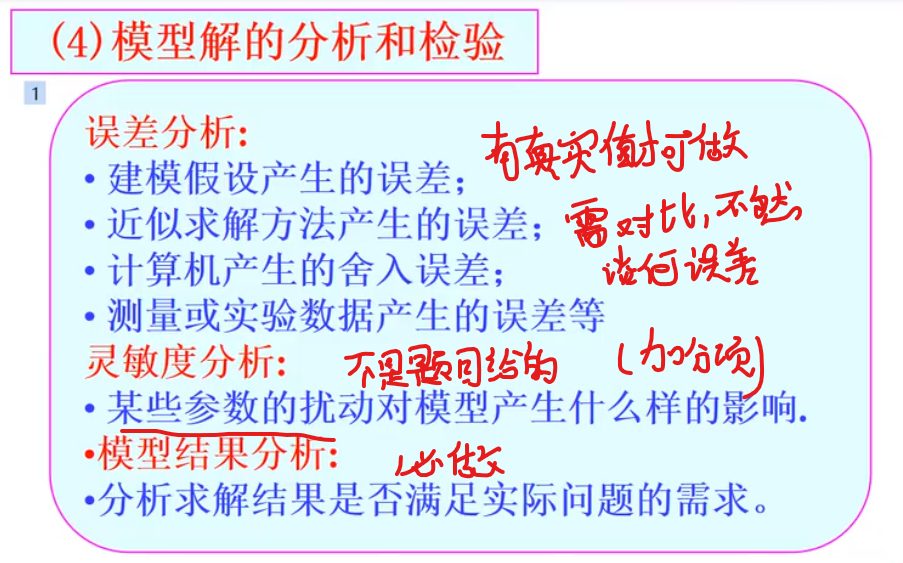 (4)模型解的分析和检验
1
误差分析:
有真实值才可做
• 建模假设产生的误差；
• 近似求解方法产生的误差；
需对比,不然
• 计算机产生的舍入误差；
谈何误差
• 测量或实验数据产生的误差等
灵敏度分析:
不是题目给的
(加分项)
• 某些参数的扰动对模型产生什么样的影响.
•模型结果分析:
必做
•分析求解结果是否满足实际问题的需求。